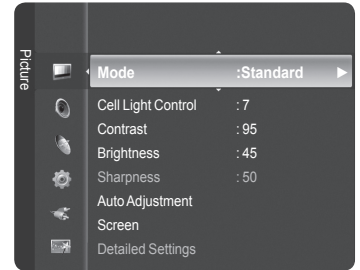 Picture
Mode :Standard
Cell Light Control : 7
Contrast : 95
Brightness : 45
Sharpness : 50
Auto Adjustment
Screen
Detailed Settings